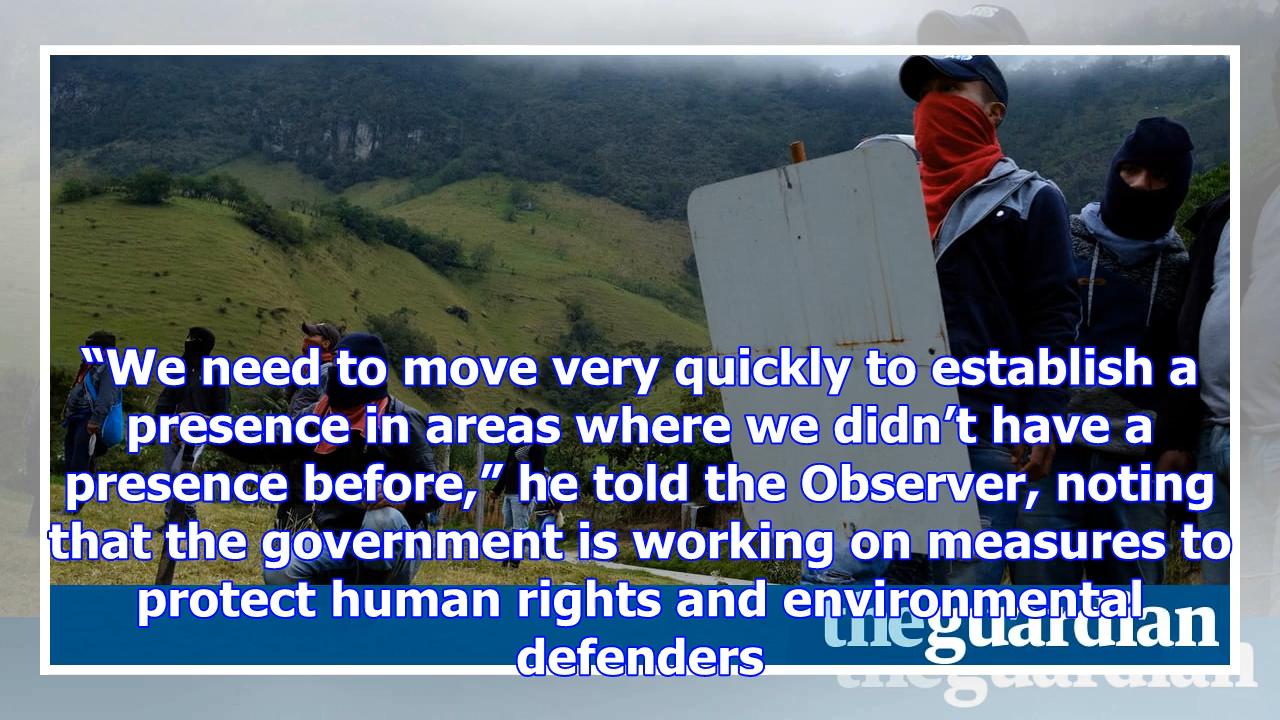 “We need to move very quickly to establish a
presence in areas where we didn’t have a
presence before,” he told the Observer, noting
that the government is working on measures to
protect human rights and environmental
theguardian
defenders
theguardian